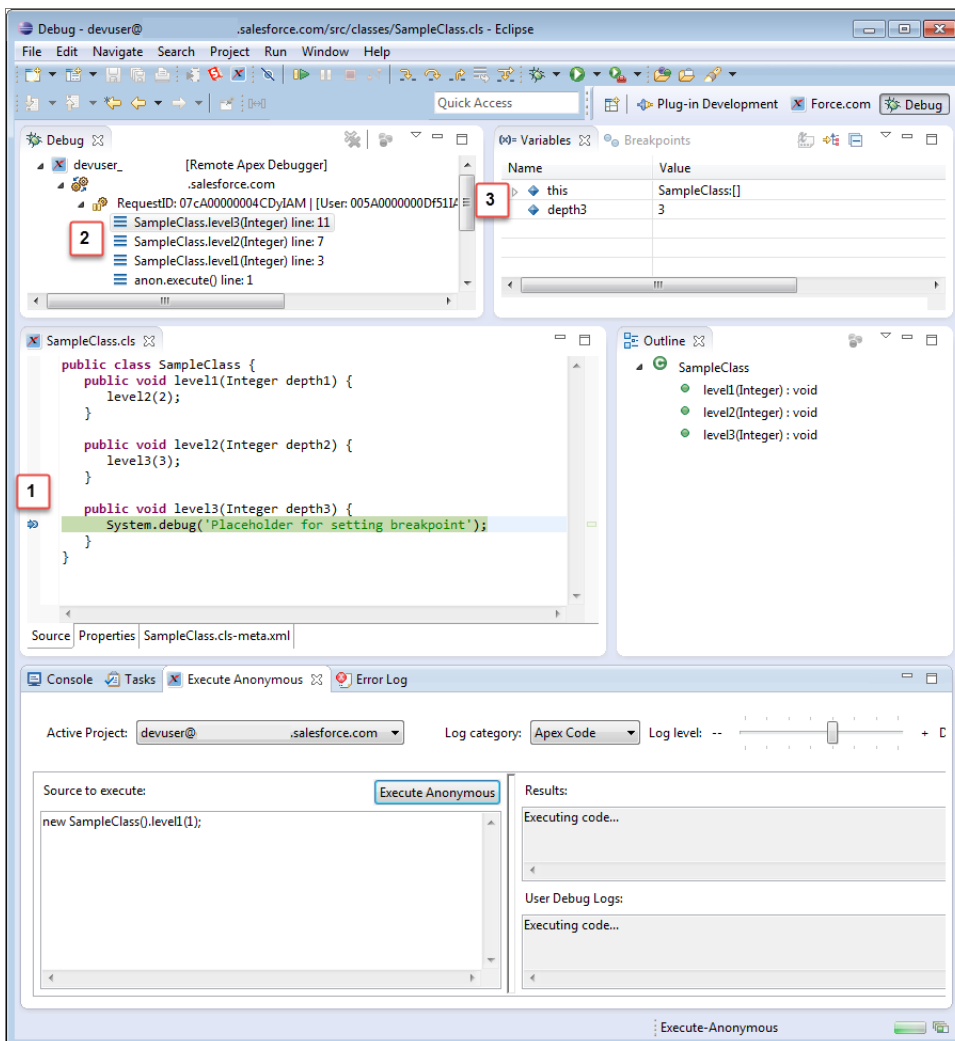 Debug - devuser@ .salesforce.com/src/classes/SampleClass.cls - Eclipse
File Edit Navigate Search Project Run Window Help
Quick Access
Plug-in Development Force.com Debug
Debug
devuser_ [Remote Apex Debugger]
.salesforce.com
RequestID: 07cA00000004CDyIAM | [User: 005A0000000Df51IA
SampleClass.level3(Integer) line: 11
2
SampleClass.level2(Integer) line: 7
SampleClass.level1(Integer) line: 3
anon.execute() line: 1
(x)= Variables Breakpoints
Name Value
3
this SampleClass:[]
depth3 3
SampleClass.cls
public class SampleClass {
public void level1(Integer depth1) {
level2(2);
}
public void level2(Integer depth2) {
level3(3);
}
1
public void level3(Integer depth3) {
System.debug('Placeholder for setting breakpoint');
}
}
Source Properties SampleClass.cls-meta.xml
Outline
SampleClass
level1(Integer) : void
level2(Integer) : void
level3(Integer) : void
Console Tasks Execute Anonymous Error Log
Active Project: devuser@ .salesforce.com Log category: Apex Code Log level: -- + D
Source to execute: Execute Anonymous
new SampleClass().level1(1);
Results:
Executing code...
User Debug Logs:
Executing code...
Execute-Anonymous